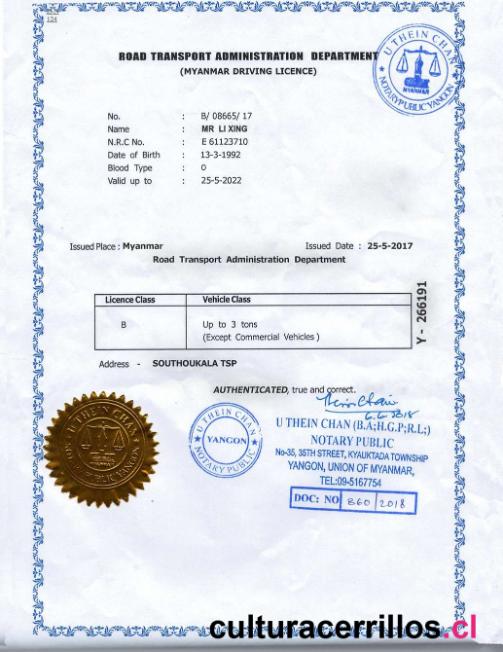 124
ROAD TRANSPORT ADMINISTRATION DEPARTMENT
(MYANMAR DRIVING LICENCE)
U THEIN CHAN
MYANMAR
NOTARY PUBLIC YANGON
No. : B/ 08665/ 17
Name : MR LI XING
N.R.C No. : E 61123710
Date of Birth : 13-3-1992
Blood Type : O
Valid up to : 25-5-2022
Issued Place : Myanmar Issued Date : 25-5-2017
Road Transport Administration Department
Licence Class Vehicle Class
B Up to 3 tons
(Except Commercial Vehicles )
Y - 266191
Address - SOUTHOUKALA TSP
AUTHENTICATED, true and correct.
Thein Chan
6.6.2018
U THEIN CHAN (B.A;H.G.P;R.L;)
NOTARY PUBLIC
No-35, 35TH STREET, KYAUKTADA TOWNSHIP
YANGON, UNION OF MYANMAR,
TEL:09-5167754
DOC: NO 860 2018
U THEIN CHAN
YANGON
NOTARY PUBLIC
U THEIN CHAN
NOTARY PUBLIC YANGON
culturacerrillos.cl